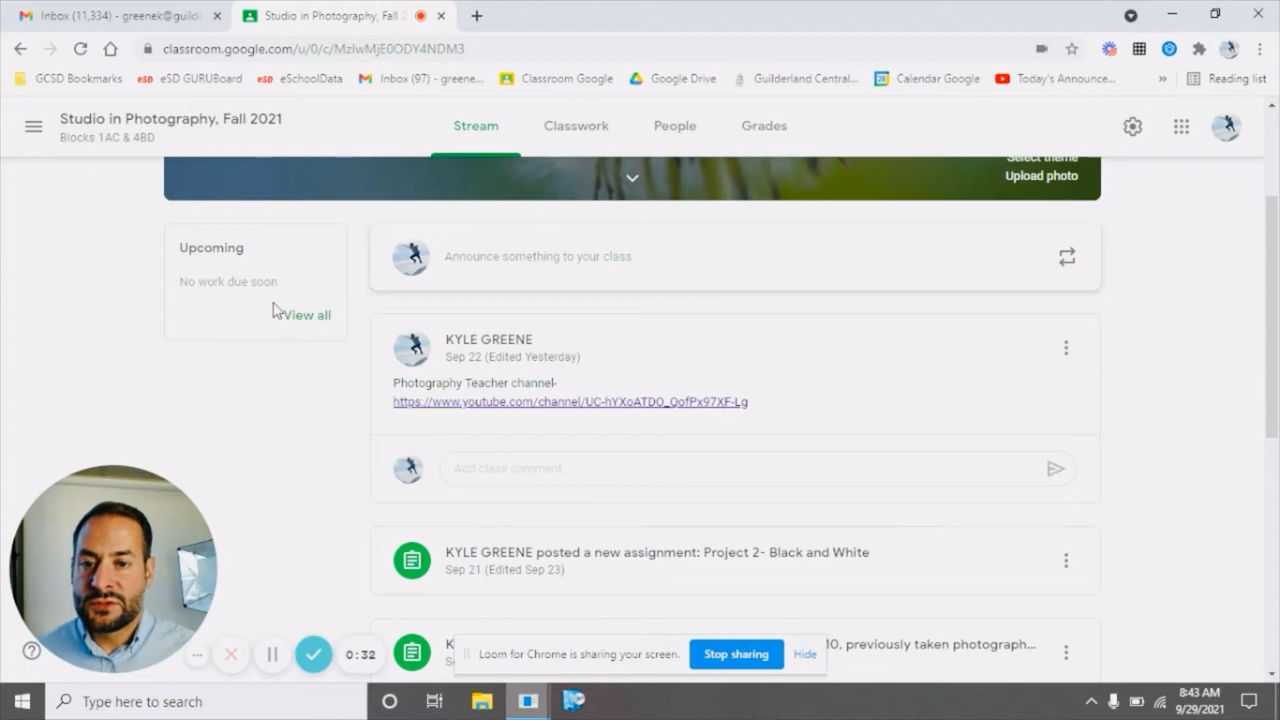 Inbox (11,334) - greenek@guilde
Studio in Photography, Fall 2
classroom.google.com/u/0/c/MzIwMjE0ODY4NDM3
GCSD Bookmarks
esD eSD GURUBoard
esD eSchoolData
Inbox (97) - greene...
Classroom Google
Google Drive
Guilderland Central...
Calendar Google
Today's Announce...
»
Reading list
Studio in Photography, Fall 2021
Blocks 1AC & 4BD
Stream
Classwork
People
Grades
Select theme
Upload photo
Upcoming
No work due soon
View all
Announce something to your class
KYLE GREENE
Sep 22 (Edited Yesterday)
Photography Teacher channel-
https://www.youtube.com/channel/UC-hYXoATDO_QofPx97XF-Lg
Add class comment
KYLE GREENE posted a new assignment: Project 2- Black and White
Sep 21 (Edited Sep 23)
10, previously taken photograph...
0:32
Loom for Chrome is sharing your screen.
Stop sharing
Hide
Type here to search
8:43 AM
9/29/2021